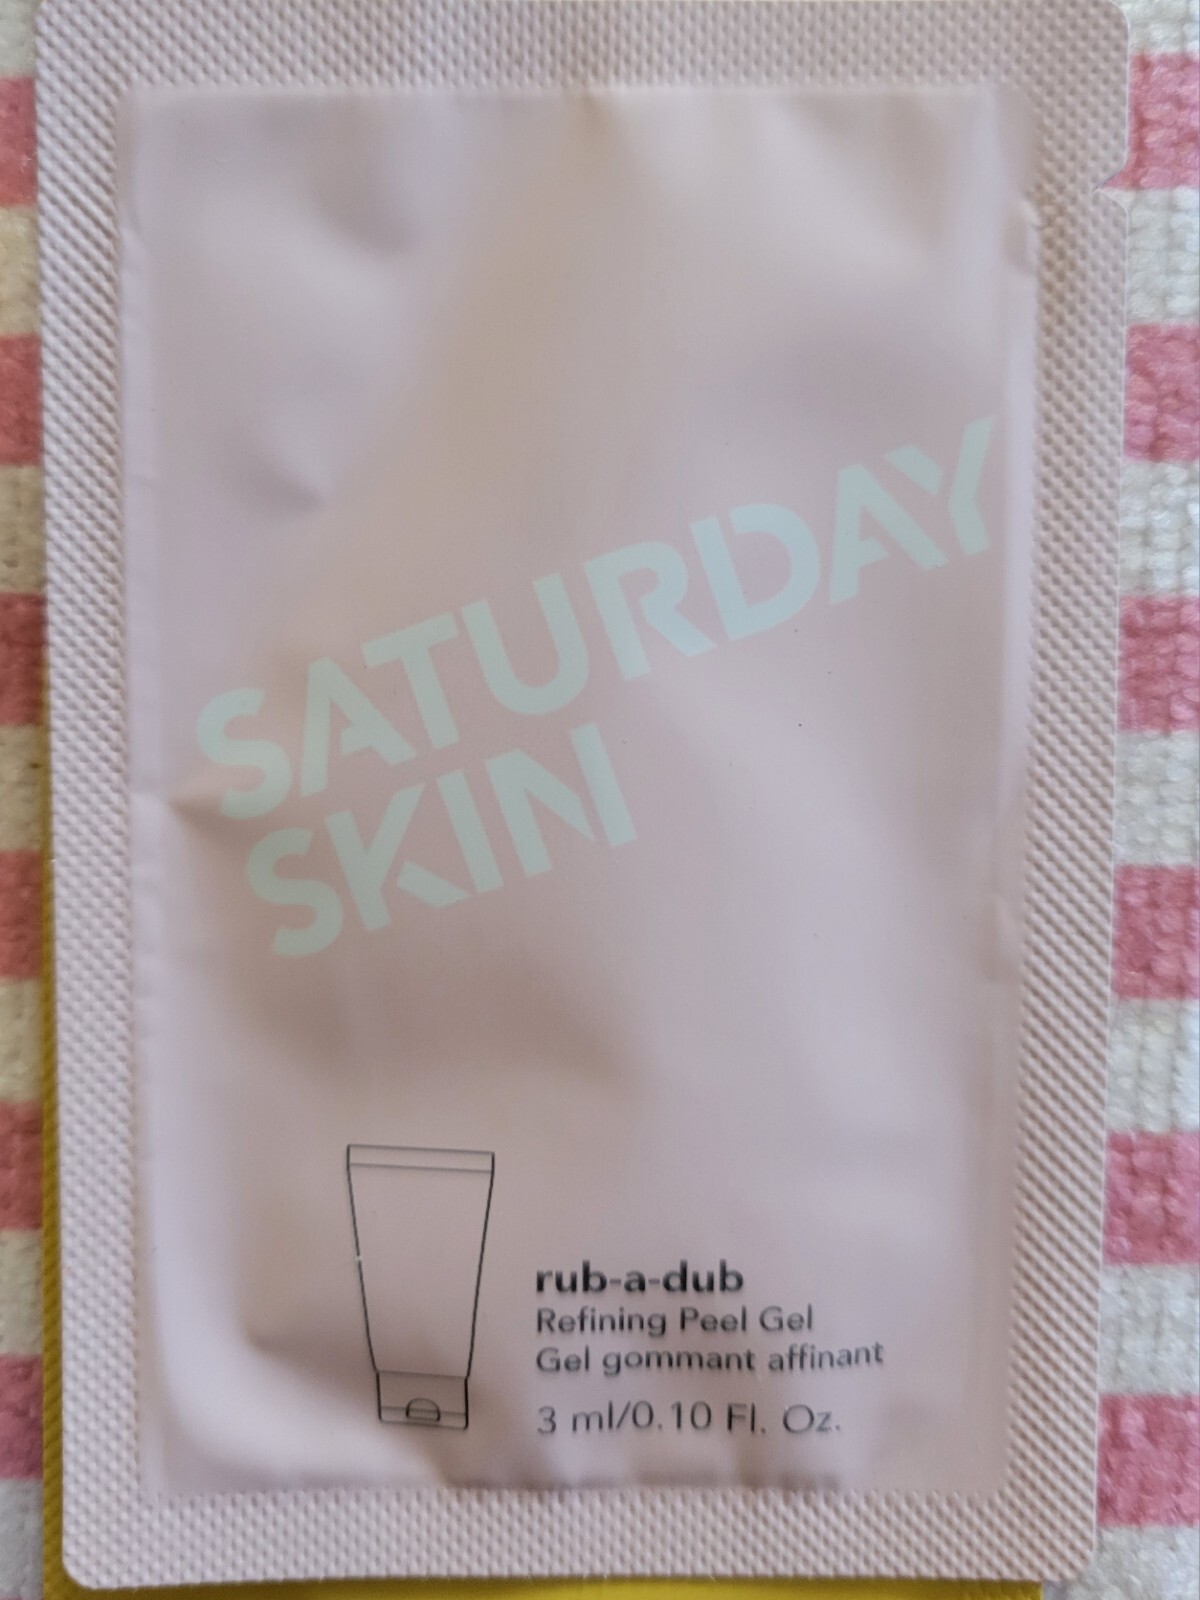 SATURDAY
SKIN
rub-a-dub
Refining Peel Gel
Gel gommant affinant
3 ml/0.10 Fl. Oz.